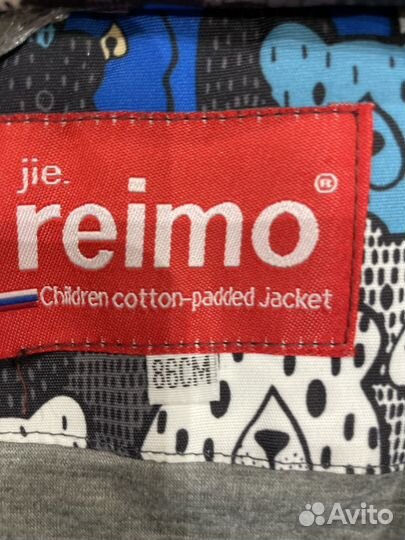 jie.
reimo®
Children cotton-padded Jacket
86CM
Avito